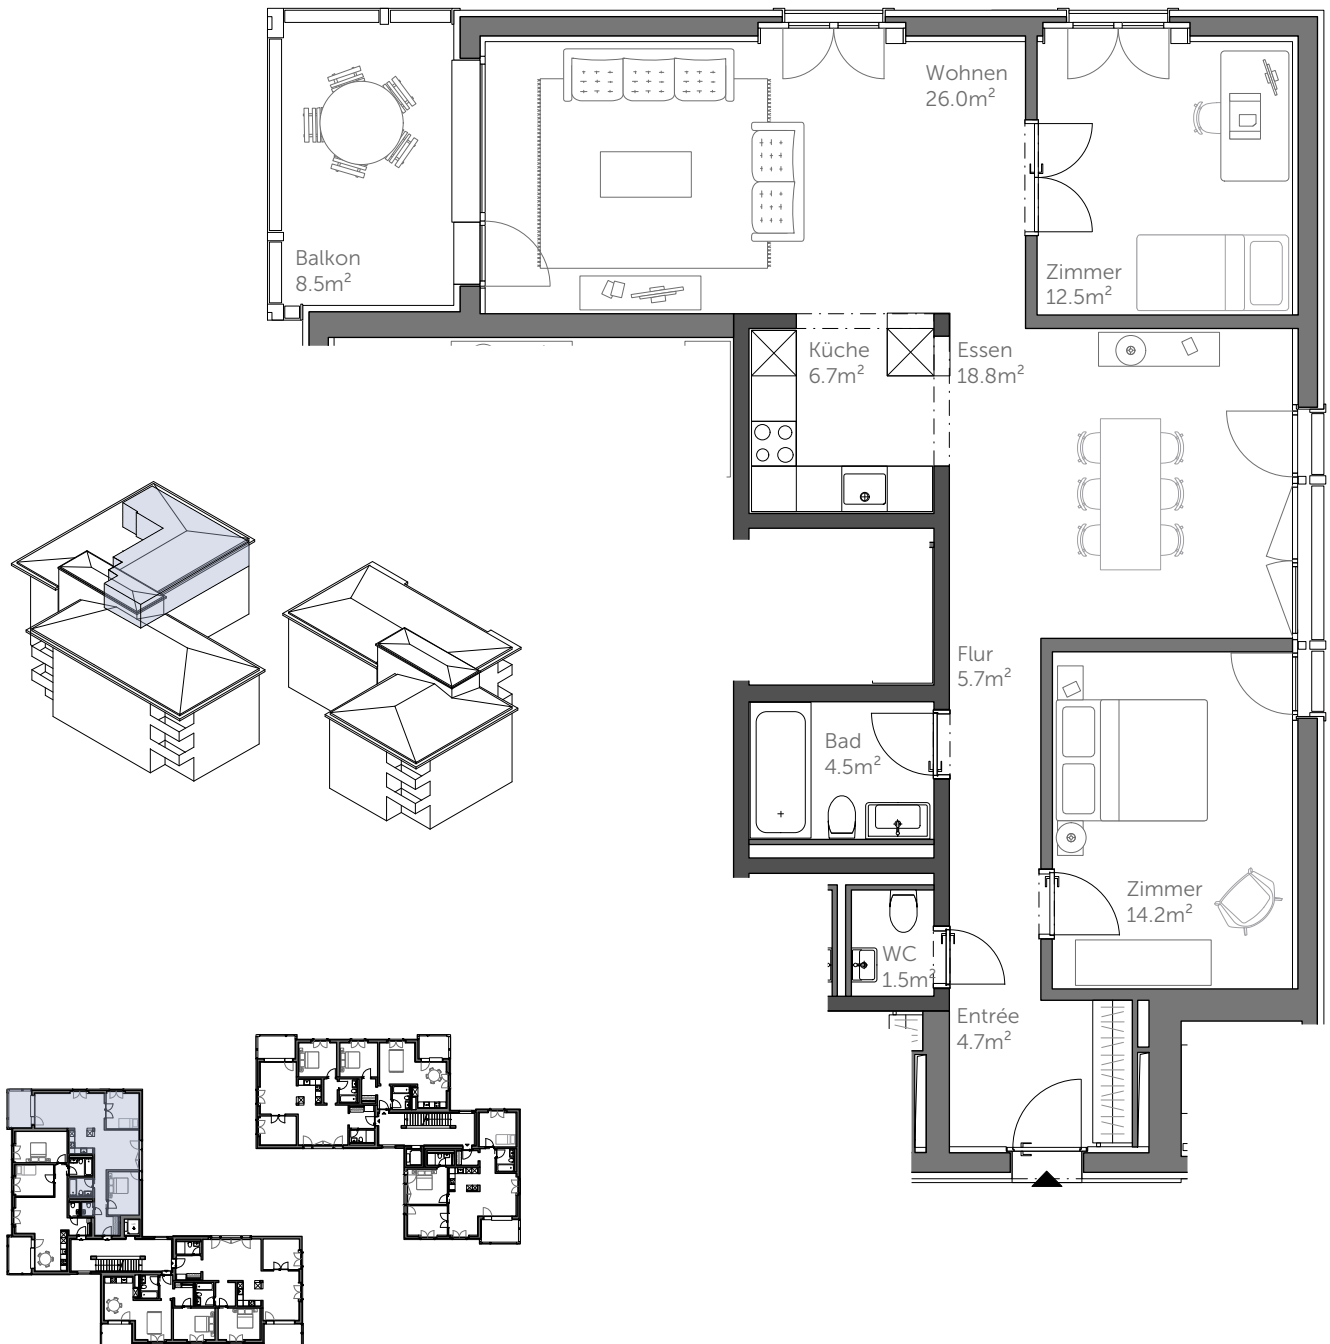 Wohnen
26.0m²
Balkon
8.5m²
Zimmer
12.5m²
Küche
6.7m²
Essen
18.8m²
Flur
5.7m²
Bad
4.5m²
Zimmer
14.2m²
WC
1.5m²
Entrée
4.7m²